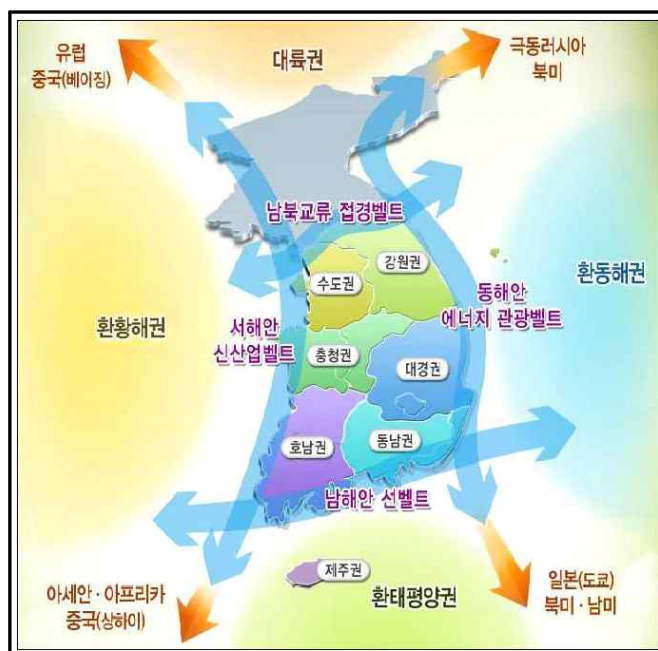 유럽
중국(베이징)
대륙권
극동러시아
북미
남북교류 접경벨트
수도권
강원권
환황해권
서해안
신산업벨트
동해안
에너지 관광벨트
환동해권
충청권
대경권
호남권
동남권
남해안 선벨트
제주권
아세안·아프리카
중국(상하이)
환태평양권
일본(도쿄)
북미·남미